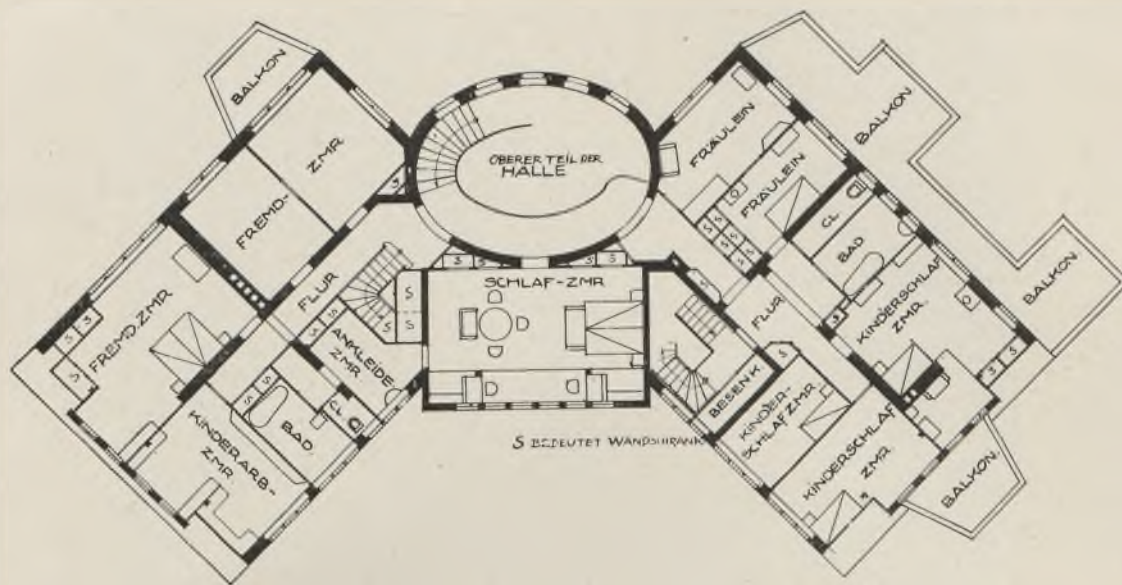 BALKON
ZMR
FREMD-
FREMD.ZMR
FLUR
S
S
S
S
S
S
S
S
ANKLEIDE
ZMR
S
S
BAD
CL
KINDERARB-
ZMR
OBERER TEIL DER
HALLE
S
S
S
S
SCHLAF-ZMR
S BEDEUTET WANDSCHRANK
FRÄULEIN
FRÄULEIN
S
S
S
S
S
S
S
FLUR
BESENK
CL
BAD
S
KINDERSCHLAF
ZMR.
S
S
S
KINDER-
SCHLAFZMR
KINDERSCHLAF
ZMR
BALKON
BALKON
BALKON.